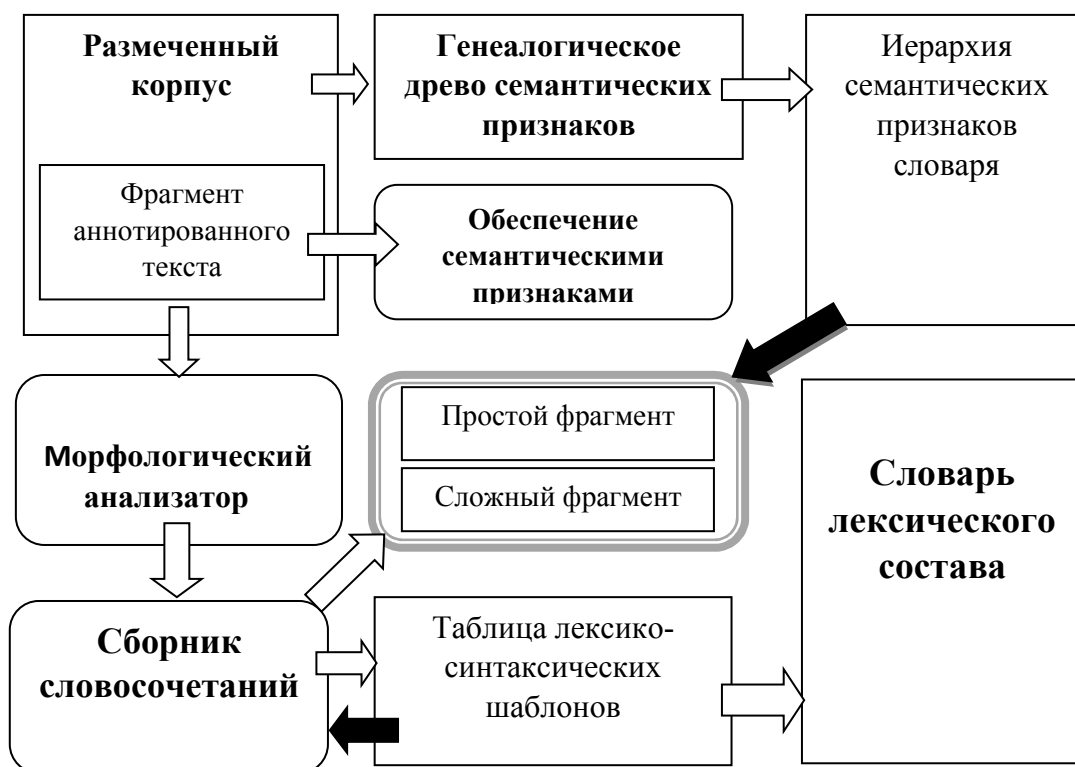 Размеченный
корпус
Генеалогическое
древо семантических
признаков
Иерархия
семантических
признаков
словаря
Фрагмент
аннотированного
текста
Обеспечение
семантическими
признаками
Морфологический
анализатор
Простой фрагмент
Сложный фрагмент
Словарь
лексического
состава
Сборник
словосочетаний
Таблица лексико-
синтаксических
шаблонов